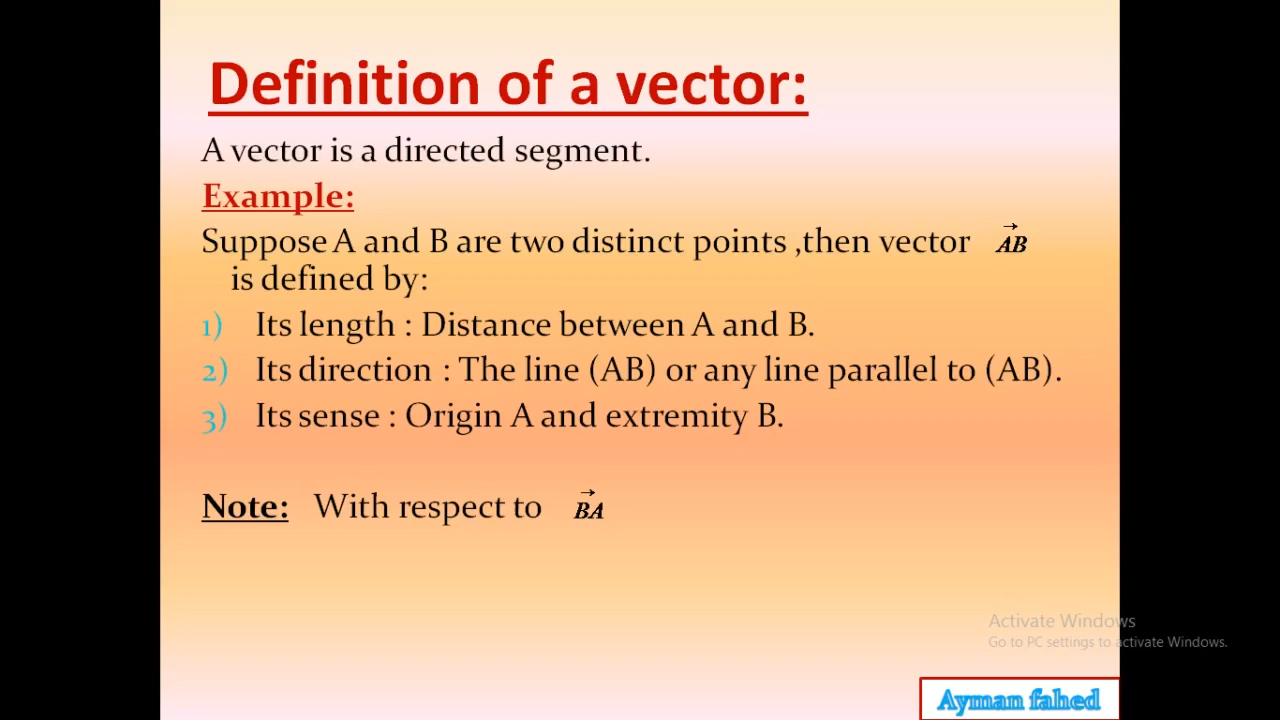 Definition of a vector:
A vector is a directed segment.
Example:
Suppose A and B are two distinct points ,then vector AB⃗
is defined by:
1) Its length : Distance between A and B.
2) Its direction : The line (AB) or any line parallel to (AB).
3) Its sense : Origin A and extremity B.
Note: With respect to BA⃗
Activate Windows
Go to PC settings to activate Windows.
Ayman fahed